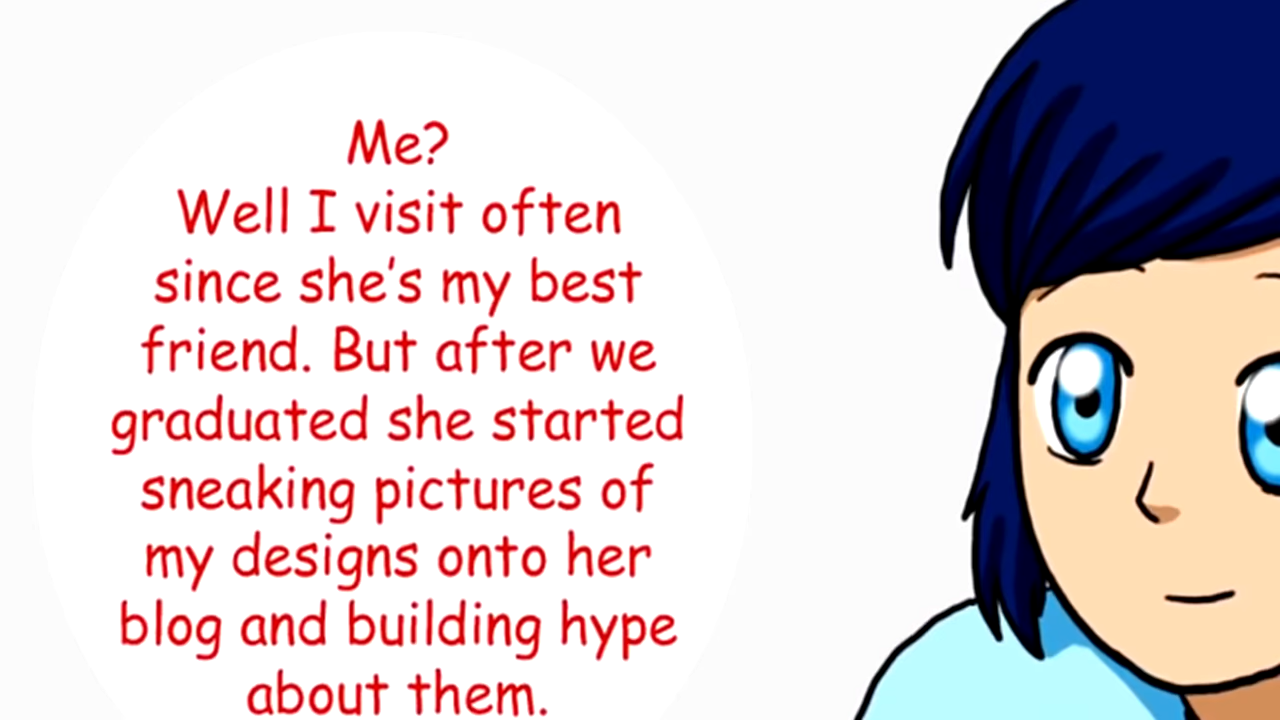 Me?
Well I visit often
since she's my best
friend. But after we
graduated she started
sneaking pictures of
my designs onto her
blog and building hype
about them.